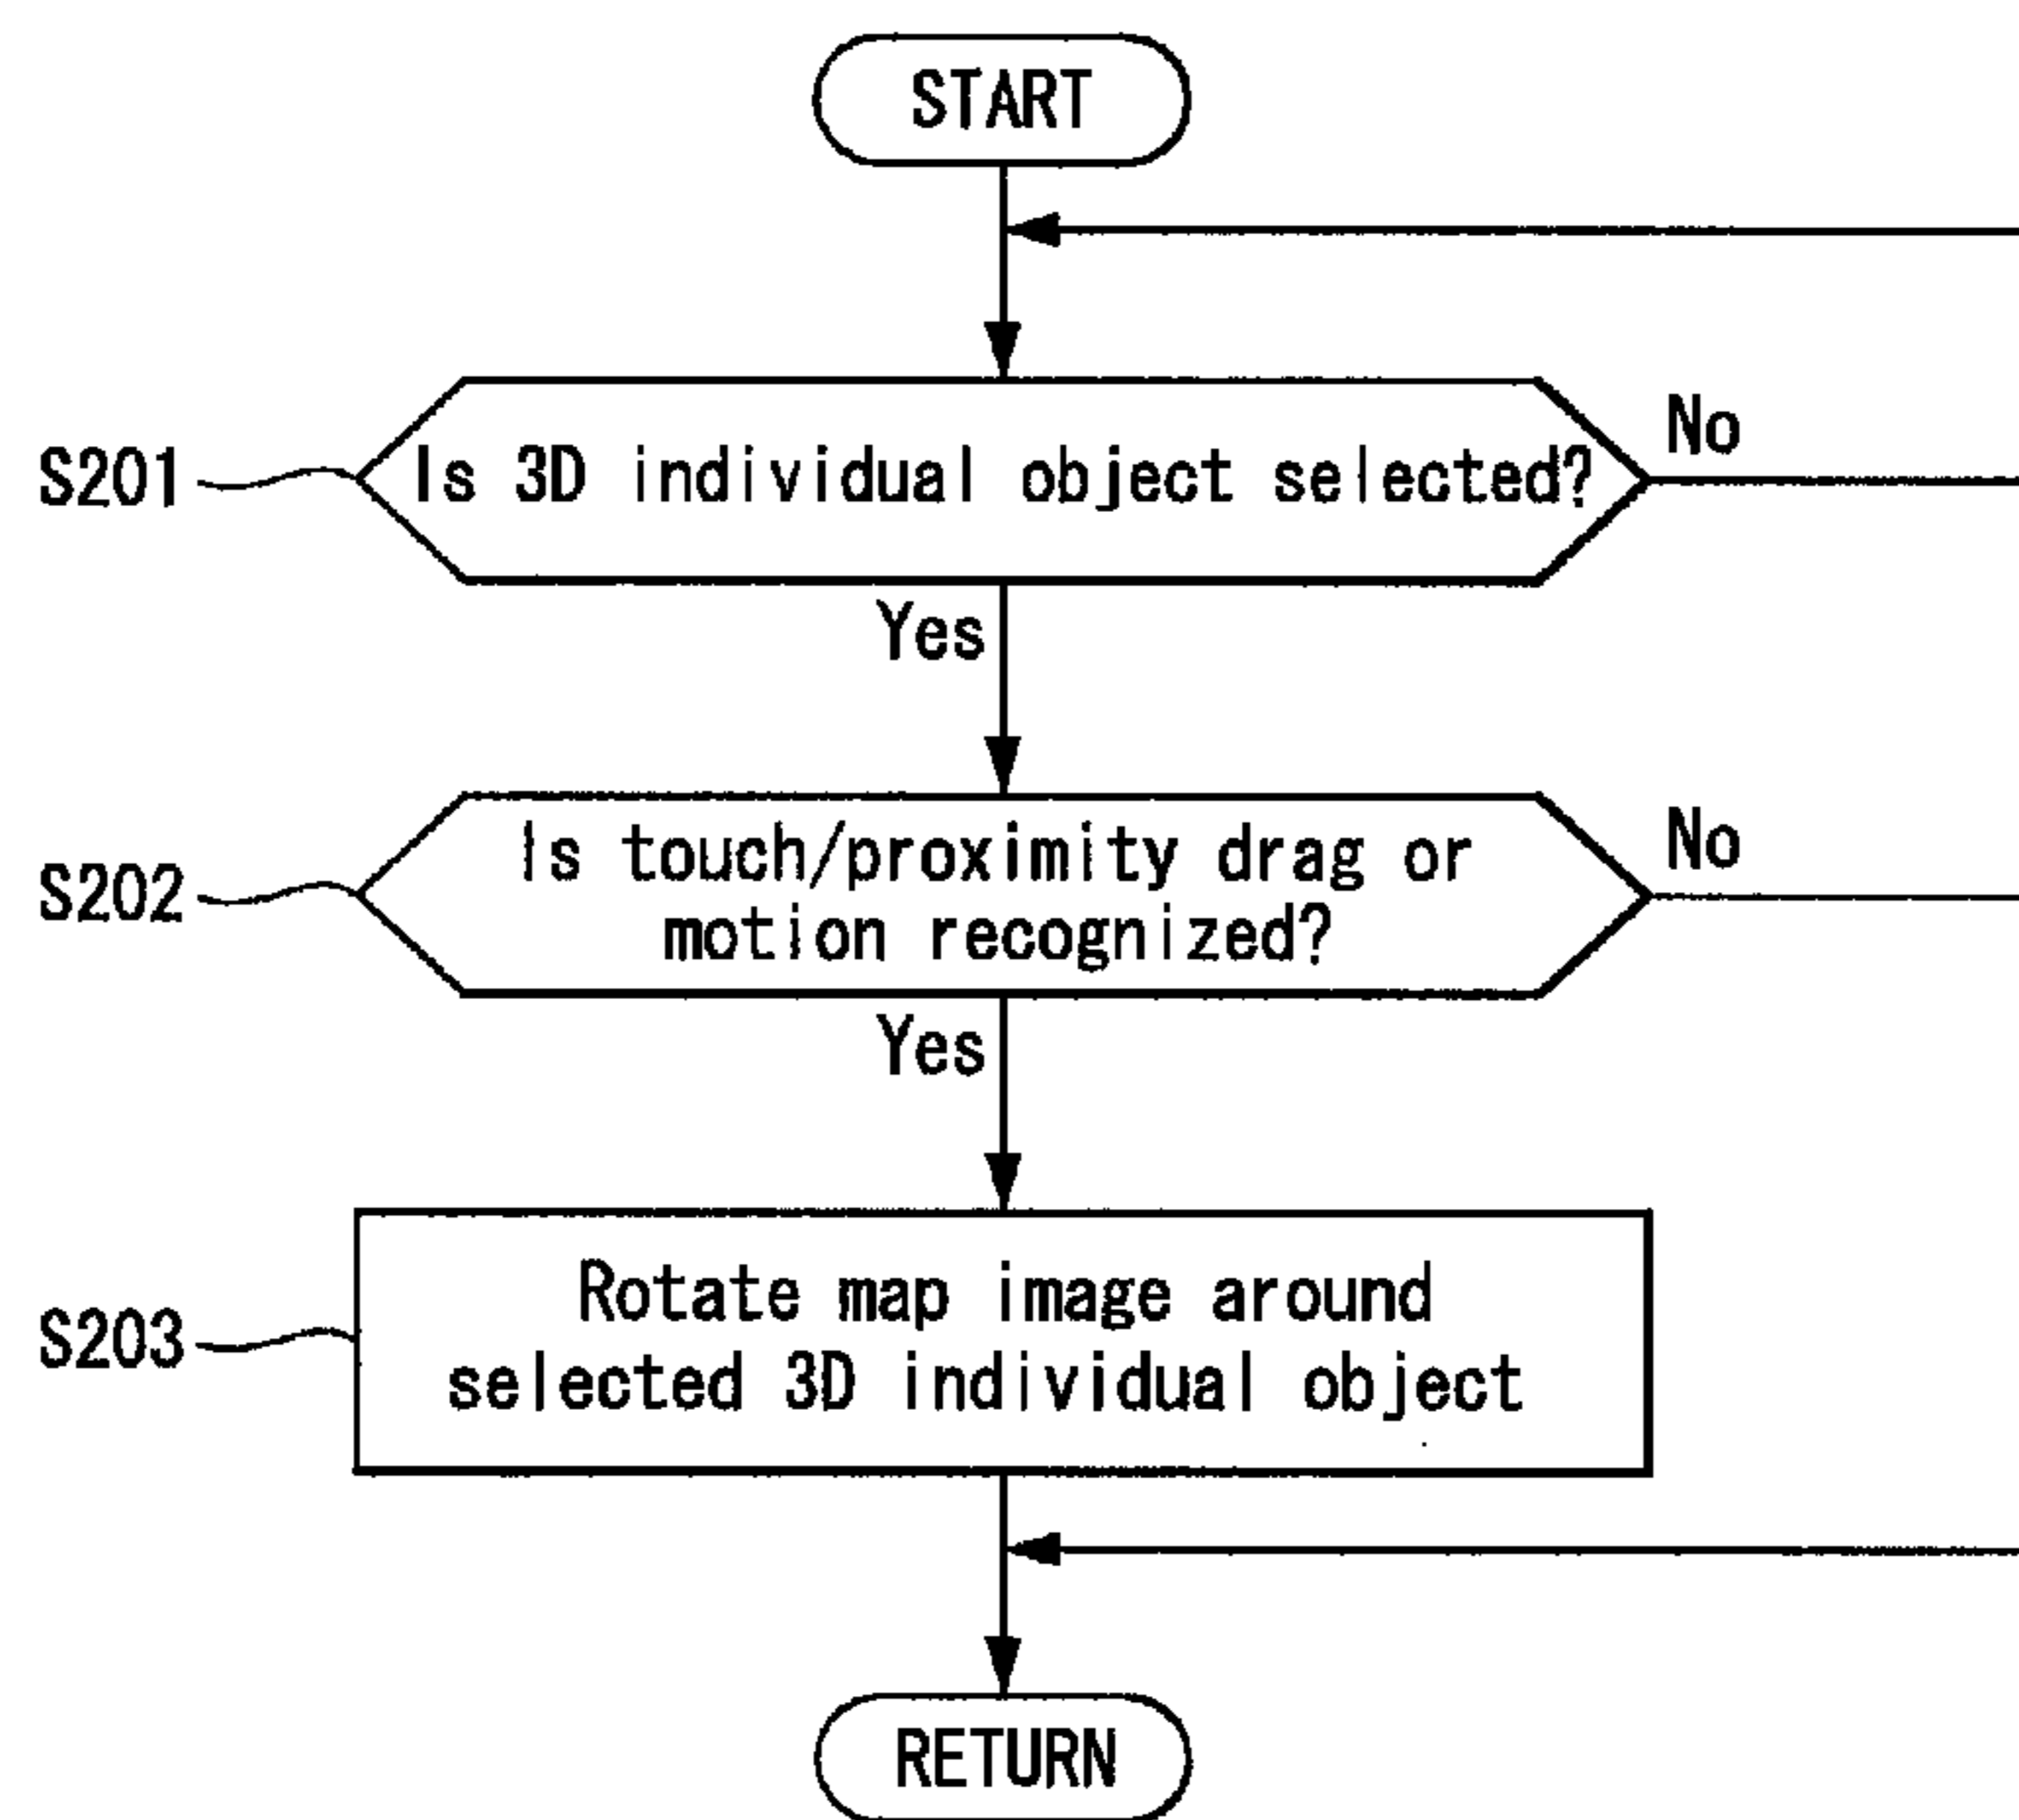 START
S201
Is 3D individual object selected?
No
Yes
S202
Is touch/proximity drag or
motion recognized?
No
Yes
S203
Rotate map image around
selected 3D individual object
RETURN